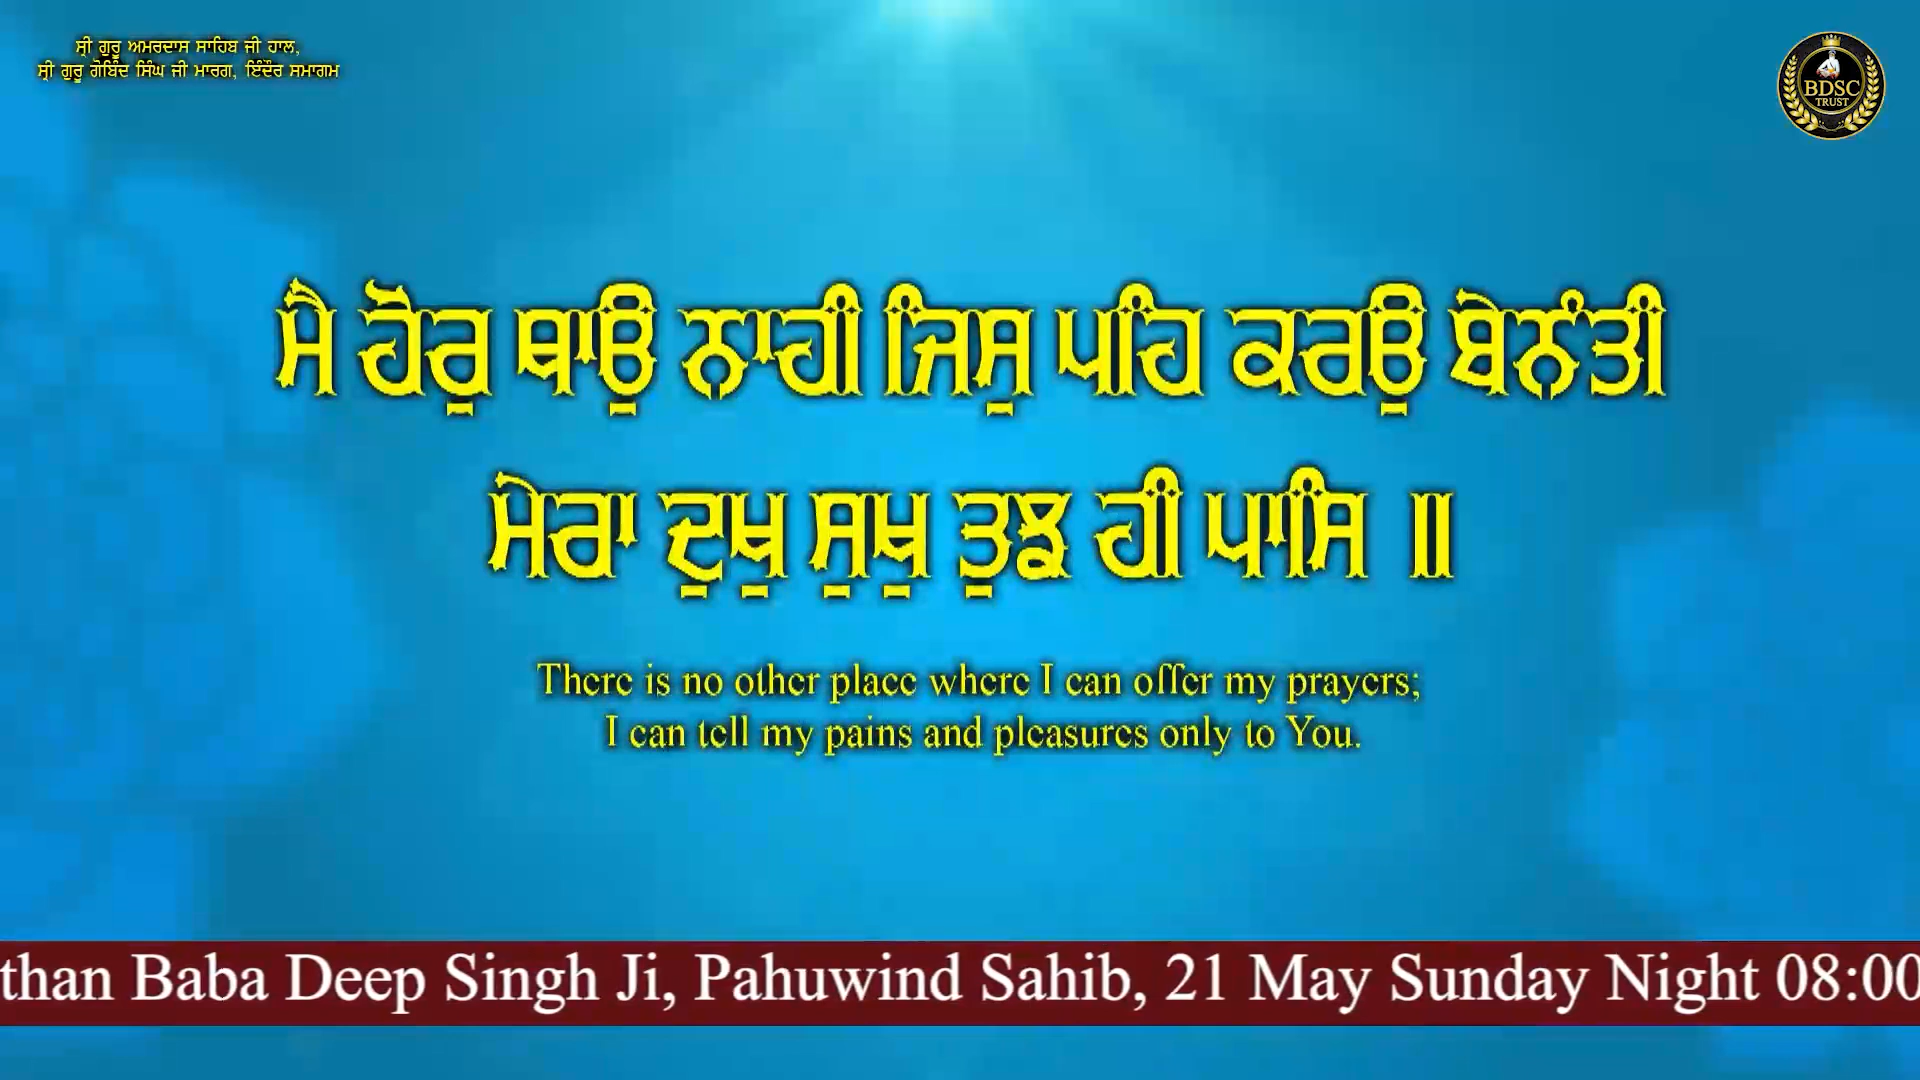 ਸ੍ਰੀ ਗੁਰੂ ਅਮਰਦਾਸ ਸਾਹਿਬ ਜੀ ਹਾਲ,
ਸ੍ਰੀ ਗੁਰੂ ਗੋਬਿੰਦ ਸਿੰਘ ਜੀ ਮਾਰਗ, ਇੰਦੌਰ ਸਮਾਗਮ
BDSC
TRUST
ਮੈ ਹੋਰੁ ਥਾਉ ਨਾਹੀ ਜਿਸੁ ਪਹਿ ਕਰਉ ਬੇਨੰਤੀ
ਮੇਰਾ ਦੁਖੁ ਸੁਖੁ ਤੁਝ ਹੀ ਪਾਸਿ ॥
There is no other place where I can offer my prayers;
I can tell my pains and pleasures only to You.
than Baba Deep Singh Ji, Pahuwind Sahib, 21 May Sunday Night 08:00